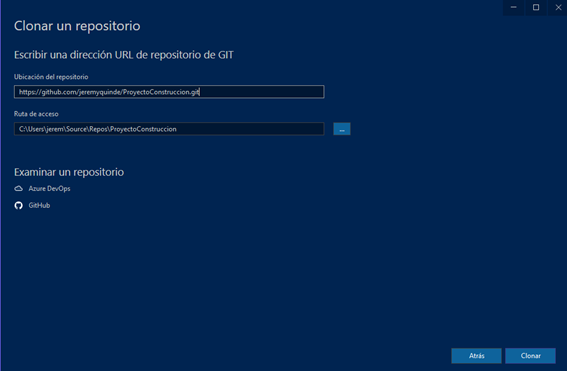 Clonar un repositorio
Escribir una dirección URL de repositorio de GIT
Ubicación del repositorio
https://github.com/jeremyquinde/ProyectoConstruccion.git
Ruta de acceso
C:\Users\jerem\Source\Repos\ProyectoConstruccion
...
Examinar un repositorio
Azure DevOps
GitHub
Atrás
Clonar